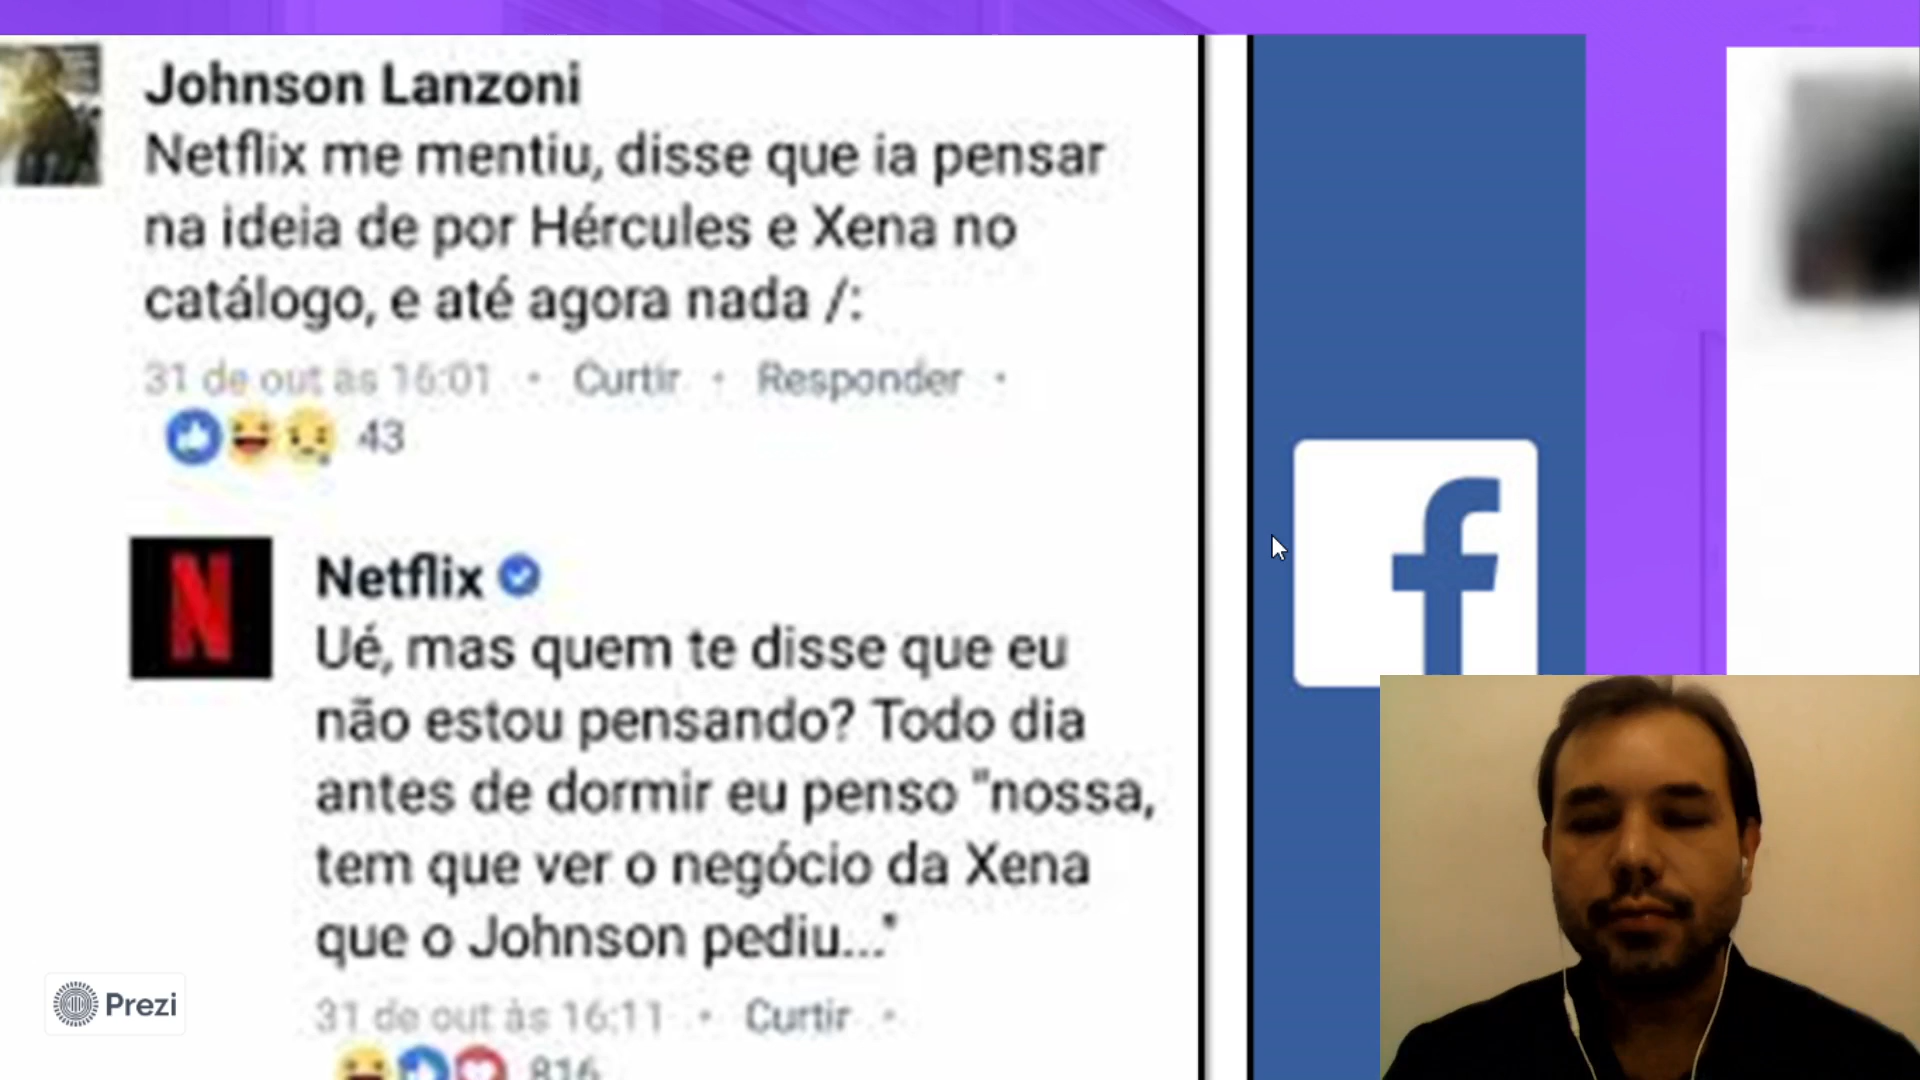 Johnson Lanzoni
Netflix me mentiu, disse que ia pensar
na ideia de por Hércules e Xena no
catálogo, e até agora nada /:
31 de out às 16:01 · Curtir · Responder ·
43
Netflix
Ué, mas quem te disse que eu
não estou pensando? Todo dia
antes de dormir eu penso "nossa,
tem que ver o negócio da Xena
que o Johnson pediu..."
31 de out às 16:11 · Curtir ·
816
f
Prezi